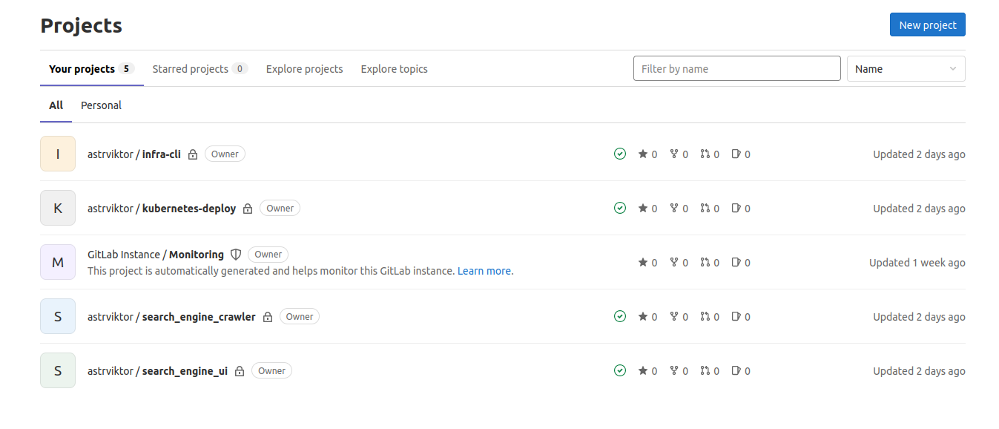 Projects
New project
Your projects 5 Starred projects 0 Explore projects Explore topics Filter by name Name
All Personal
I astrviktor / infra-cli Owner 0 0 0 0 Updated 2 days ago
K astrviktor / kubernetes-deploy Owner 0 0 0 0 Updated 2 days ago
M GitLab Instance / Monitoring Owner 0 0 0 0 Updated 1 week ago
This project is automatically generated and helps monitor this GitLab instance. Learn more.
S astrviktor / search_engine_crawler Owner 0 0 0 0 Updated 2 days ago
S astrviktor / search_engine_ui Owner 0 0 0 0 Updated 2 days ago